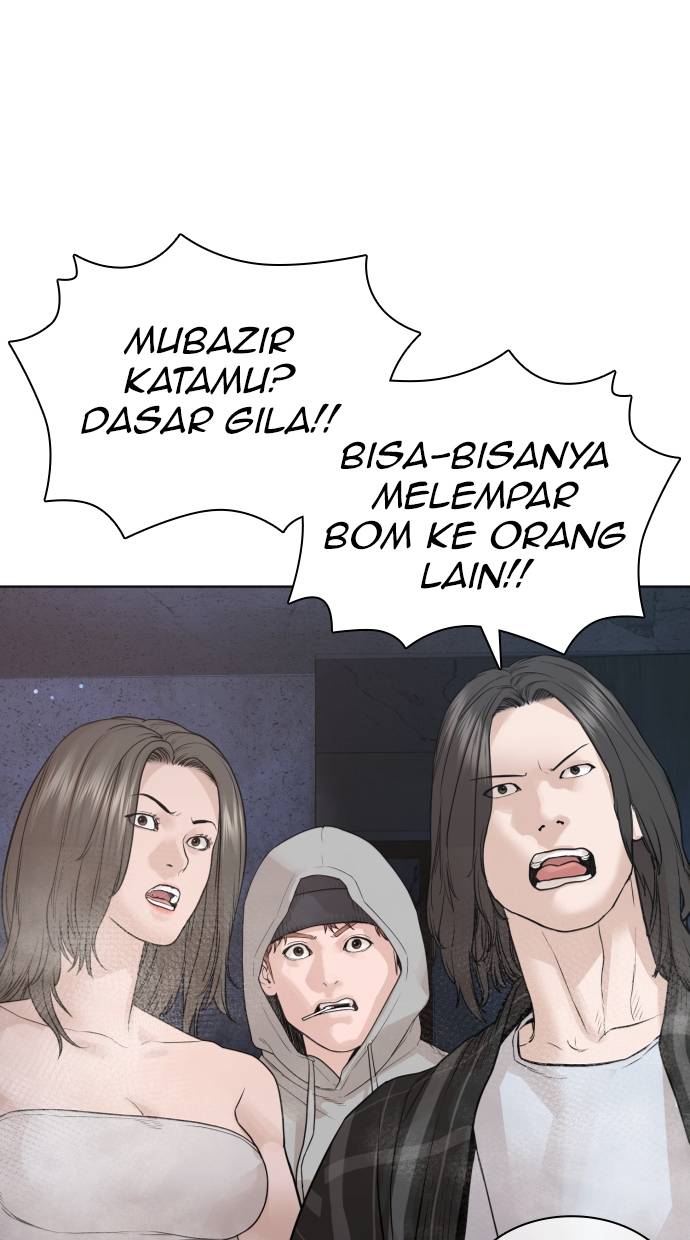 MUBAZIR
KATAMU?
DASAR GILA!!
BISA-BISANYA
MELEMPAR
BOM KE ORANG
LAIN!!